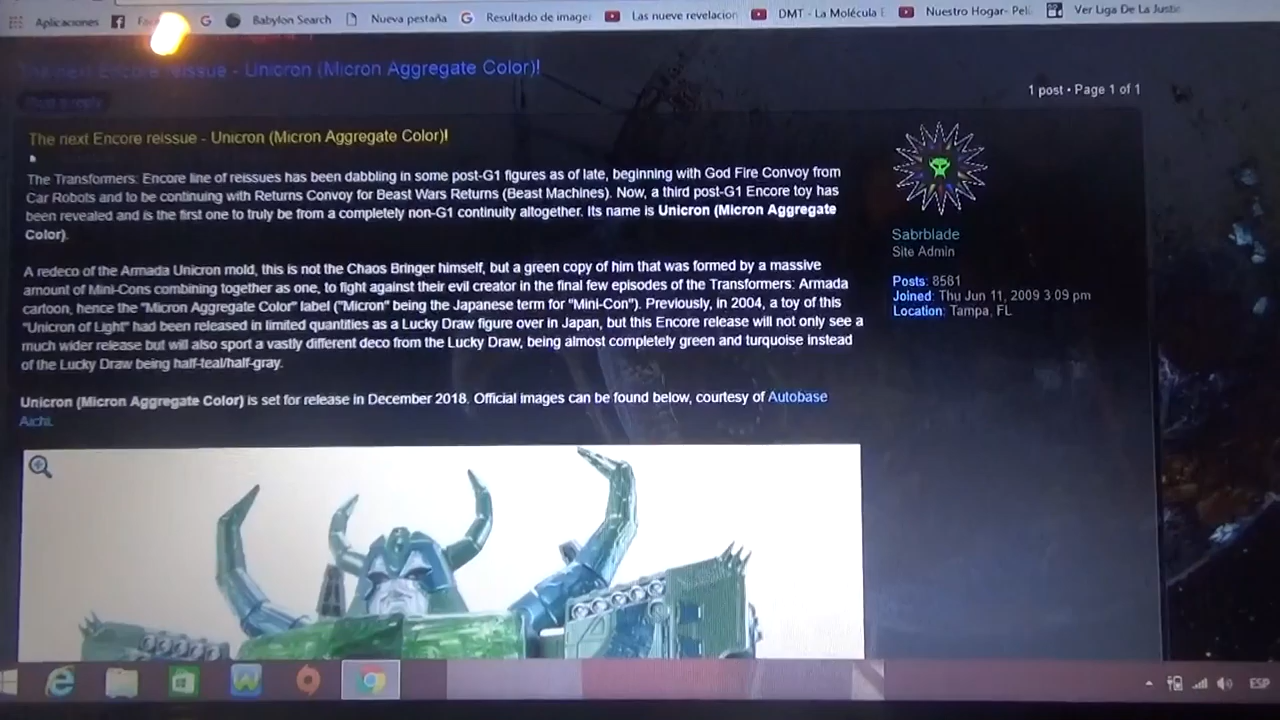 Aplicaciones
Babylon Search
Nueva pestaña
Resultado de image
Las nueve revelacion
DMT - La Molécula E
Nuestro Hogar- Pel
Ver Liga De La Justic
The next Encore reissue - Unicron (Micron Aggregate Color)!
1 post • Page 1 of 1
Post a reply
The next Encore reissue - Unicron (Micron Aggregate Color)!
The Transformers: Encore line of reissues has been dabbling in some post-G1 figures as of late, beginning with God Fire Convoy from
Car Robots and to be continuing with Returns Convoy for Beast Wars Returns (Beast Machines). Now, a third post-G1 Encore toy has
been revealed and is the first one to truly be from a completely non-G1 continuity altogether. Its name is Unicron (Micron Aggregate
Color).
A redeco of the Armada Unicron mold, this is not the Chaos Bringer himself, but a green copy of him that was formed by a massive
amount of Mini-Cons combining together as one, to fight against their evil creator in the final few episodes of the Transformers: Armada
cartoon, hence the "Micron Aggregate Color" label ("Micron" being the Japanese term for "Mini-Con"). Previously, in 2004, a toy of this
"Unicron of Light" had been released in limited quantities as a Lucky Draw figure over in Japan, but this Encore release will not only see a
much wider release but will also sport a vastly different deco from the Lucky Draw, being almost completely green and turquoise instead
of the Lucky Draw being half-teal/half-gray.
Unicron (Micron Aggregate Color) is set for release in December 2018. Official images can be found below, courtesy of Autobase
Aichi.
Sabrblade
Site Admin
Posts: 8581
Joined: Thu Jun 11, 2009 3:09 pm
Location: Tampa, FL
ESP